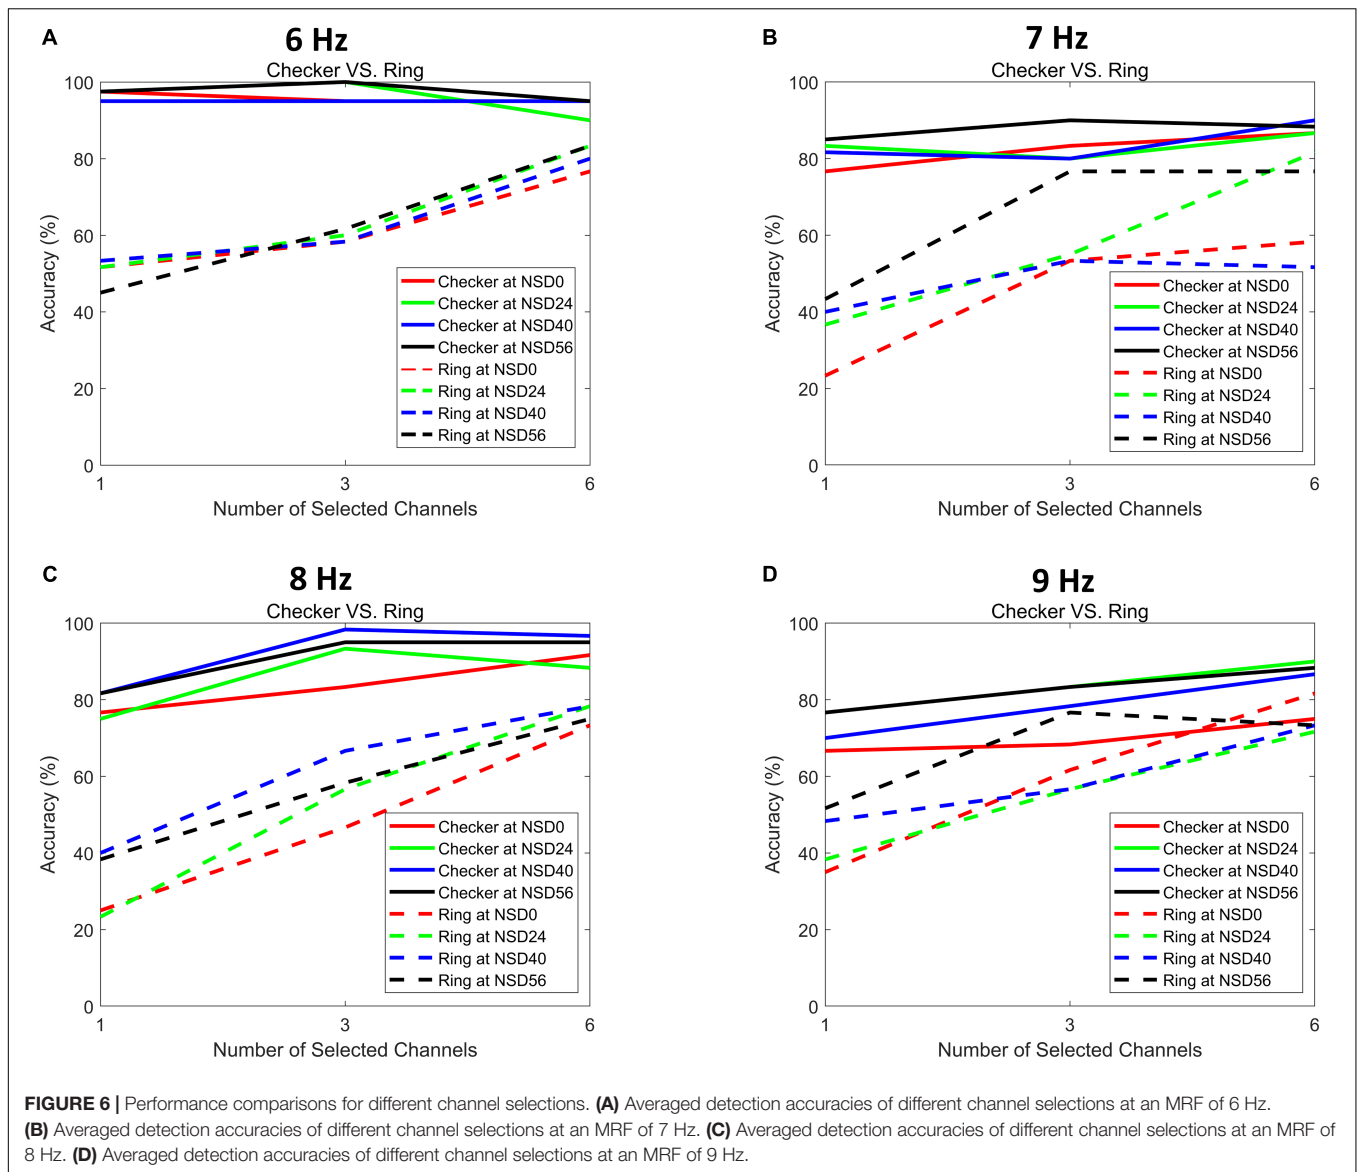 A
6 Hz
Checker VS. Ring
100
80
60
40
20
0
Accuracy (%)
1
3
6
Number of Selected Channels
Checker at NSD0
Checker at NSD24
Checker at NSD40
Checker at NSD56
Ring at NSD0
Ring at NSD24
Ring at NSD40
Ring at NSD56
B
7 Hz
Checker VS. Ring
100
80
60
40
20
0
Accuracy (%)
1
3
6
Number of Selected Channels
Checker at NSD0
Checker at NSD24
Checker at NSD40
Checker at NSD56
Ring at NSD0
Ring at NSD24
Ring at NSD40
Ring at NSD56
C
8 Hz
Checker VS. Ring
100
80
60
40
20
0
Accuracy (%)
1
3
6
Number of Selected Channels
Checker at NSD0
Checker at NSD24
Checker at NSD40
Checker at NSD56
Ring at NSD0
Ring at NSD24
Ring at NSD40
Ring at NSD56
D
9 Hz
Checker VS. Ring
100
80
60
40
20
0
Accuracy (%)
1
3
6
Number of Selected Channels
Checker at NSD0
Checker at NSD24
Checker at NSD40
Checker at NSD56
Ring at NSD0
Ring at NSD24
Ring at NSD40
Ring at NSD56
FIGURE 6 | Performance comparisons for different channel selections. (A) Averaged detection accuracies of different channel selections at an MRF of 6 Hz.
(B) Averaged detection accuracies of different channel selections at an MRF of 7 Hz. (C) Averaged detection accuracies of different channel selections at an MRF of
8 Hz. (D) Averaged detection accuracies of different channel selections at an MRF of 9 Hz.